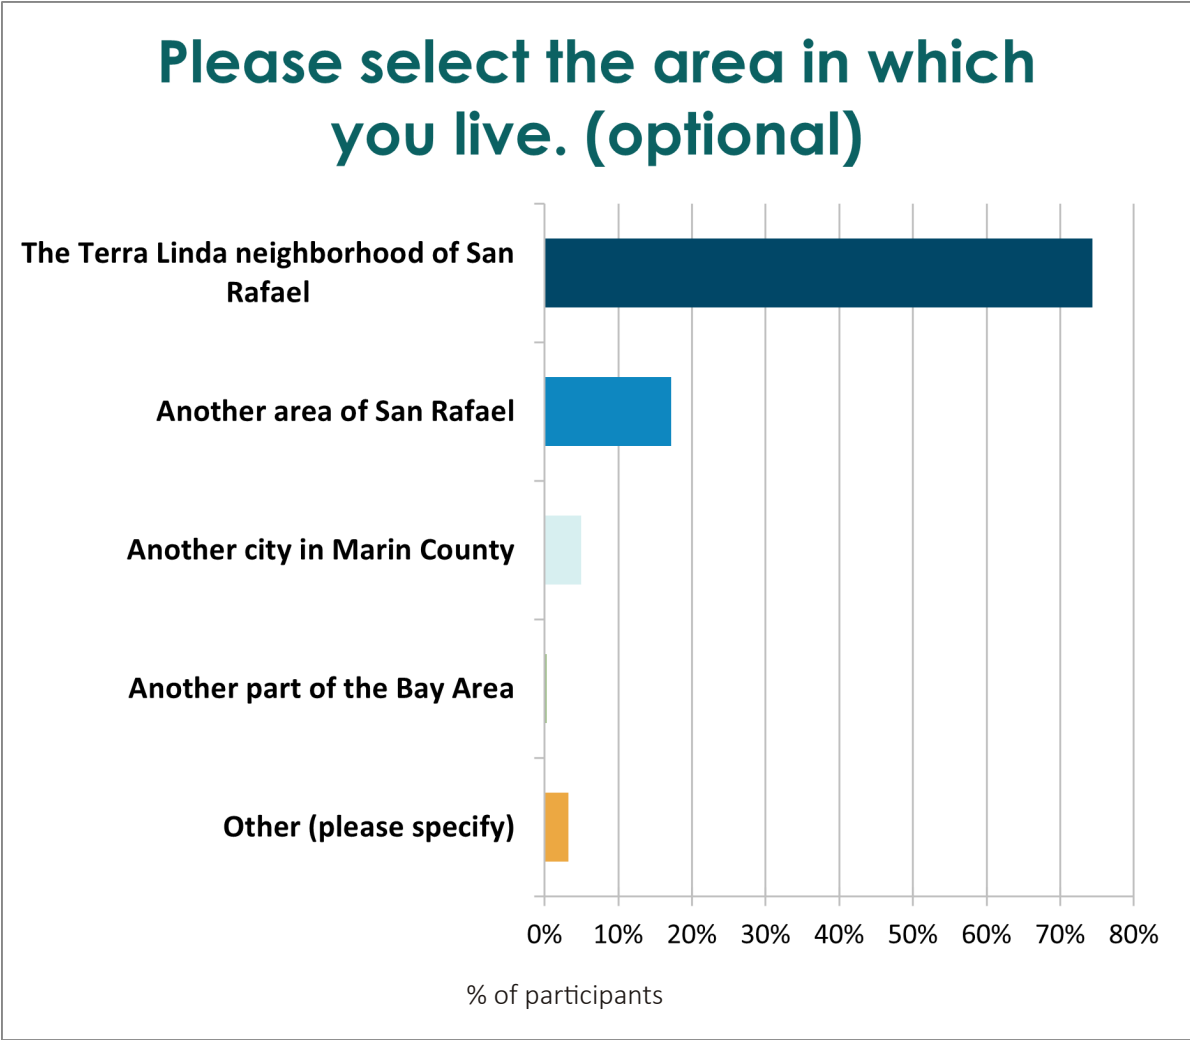 Please select the area in which
you live. (optional)
The Terra Linda neighborhood of San
Rafael
Another area of San Rafael
Another city in Marin County
Another part of the Bay Area
Other (please specify)
0% 10% 20% 30% 40% 50% 60% 70% 80%
% of participants